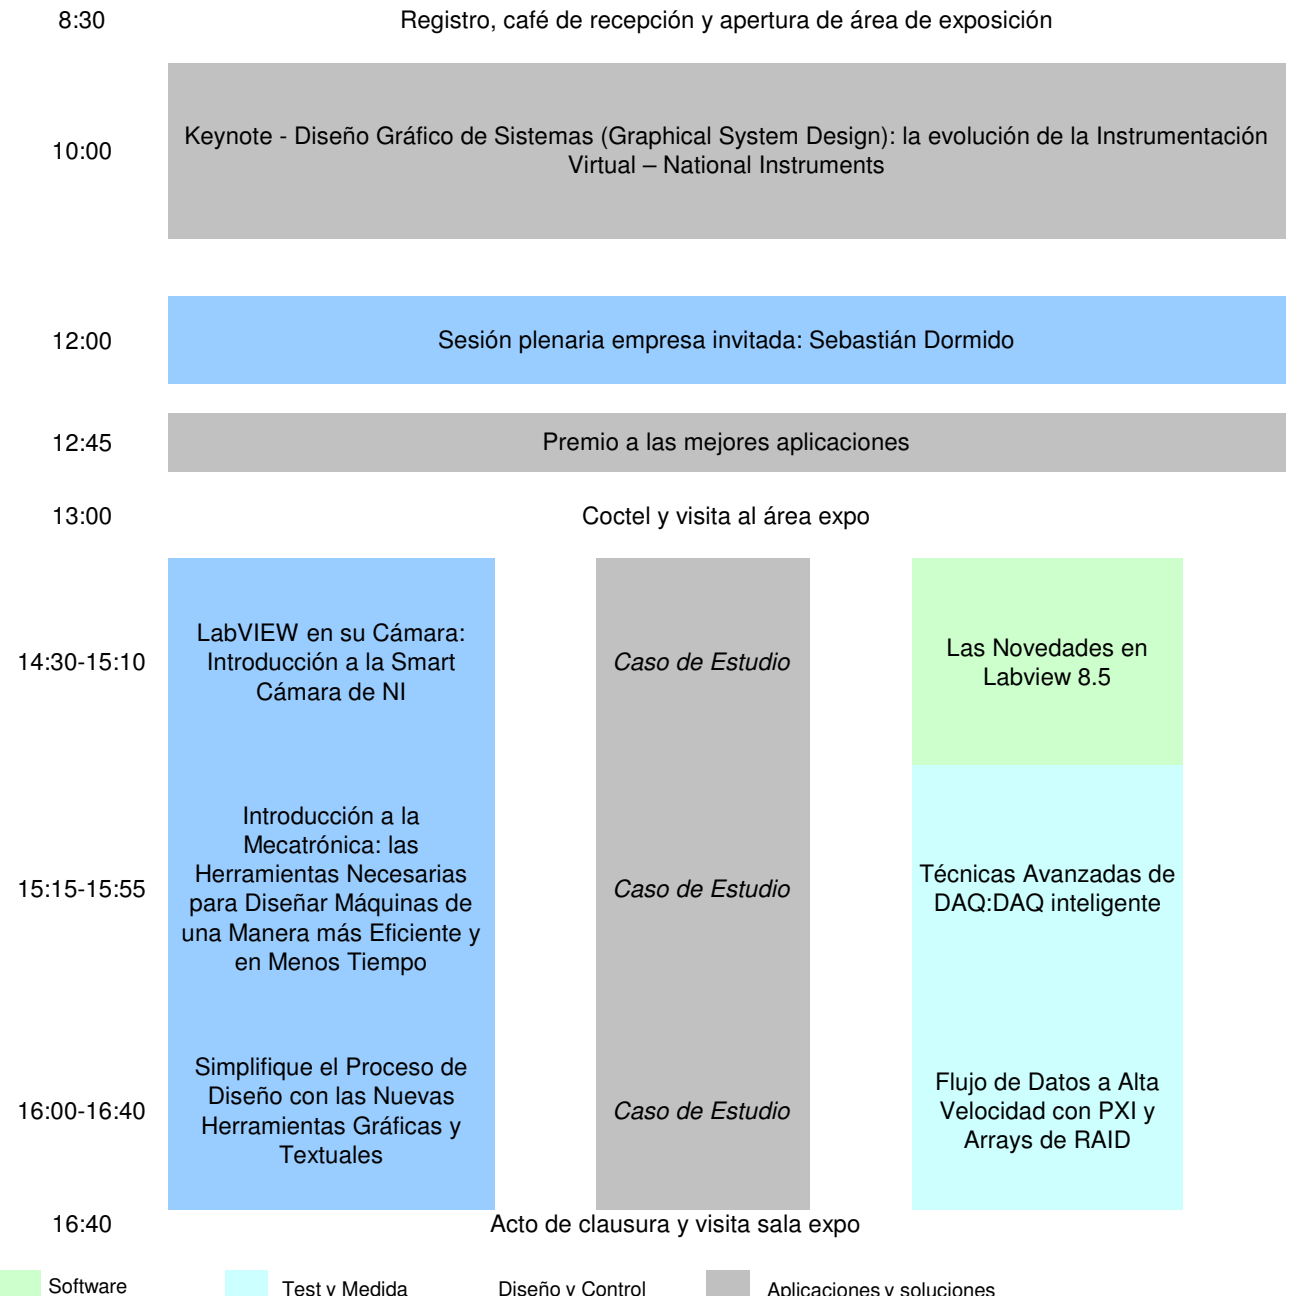 8:30 Registro, café de recepción y apertura de área de exposición
Keynote - Diseño Gráfico de Sistemas (Graphical System Design): la evolución de la Instrumentación
10:00
Virtual – National Instruments
12:00 Sesión plenaria empresa invitada: Sebastián Dormido
12:45 Premio a las mejores aplicaciones
13:00 Coctel y visita al área expo
14:30-15:10
LabVIEW en su Cámara:
Introducción a la Smart
Cámara de NI
Caso de Estudio
Las Novedades en
Labview 8.5
15:15-15:55
Introducción a la
Mecatrónica: las
Herramientas Necesarias
para Diseñar Máquinas de
una Manera más Eficiente y
en Menos Tiempo
Caso de Estudio
Técnicas Avanzadas de
DAQ:DAQ inteligente
16:00-16:40
Simplifique el Proceso de
Diseño con las Nuevas
Herramientas Gráficas y
Textuales
Caso de Estudio
Flujo de Datos a Alta
Velocidad con PXI y
Arrays de RAID
16:40 Acto de clausura y visita sala expo
Software Test y Medida Diseño y Control Aplicaciones y soluciones